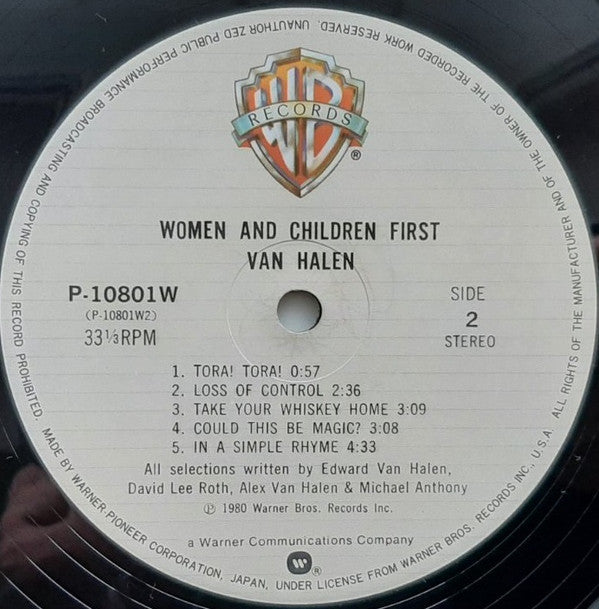 WB
RECORDS
®
WOMEN AND CHILDREN FIRST
VAN HALEN
P-10801W
(P-10801W2)
33⅓RPM
SIDE
2
STEREO
1. TORA! TORA! 0:57
2. LOSS OF CONTROL 2:36
3. TAKE YOUR WHISKEY HOME 3:09
4. COULD THIS BE MAGIC? 3:08
5. IN A SIMPLE RHYME 4:33
All selections written by Edward Van Halen,
David Lee Roth, Alex Van Halen & Michael Anthony
℗ 1980 Warner Bros. Records Inc.
a Warner Communications Company
®
MADE BY WARNER-PIONEER CORPORATION, JAPAN, UNDER LICENSE FROM WARNER BROS. RECORDS INC., U.S.A. ALL RIGHTS OF THE MANUFACTURER AND OF THE OWNER OF THE RECORDED WORK RESERVED. UNAUTHORIZED PUBLIC PERFORMANCE BROADCASTING AND COPYING OF THIS RECORD PROHIBITED.